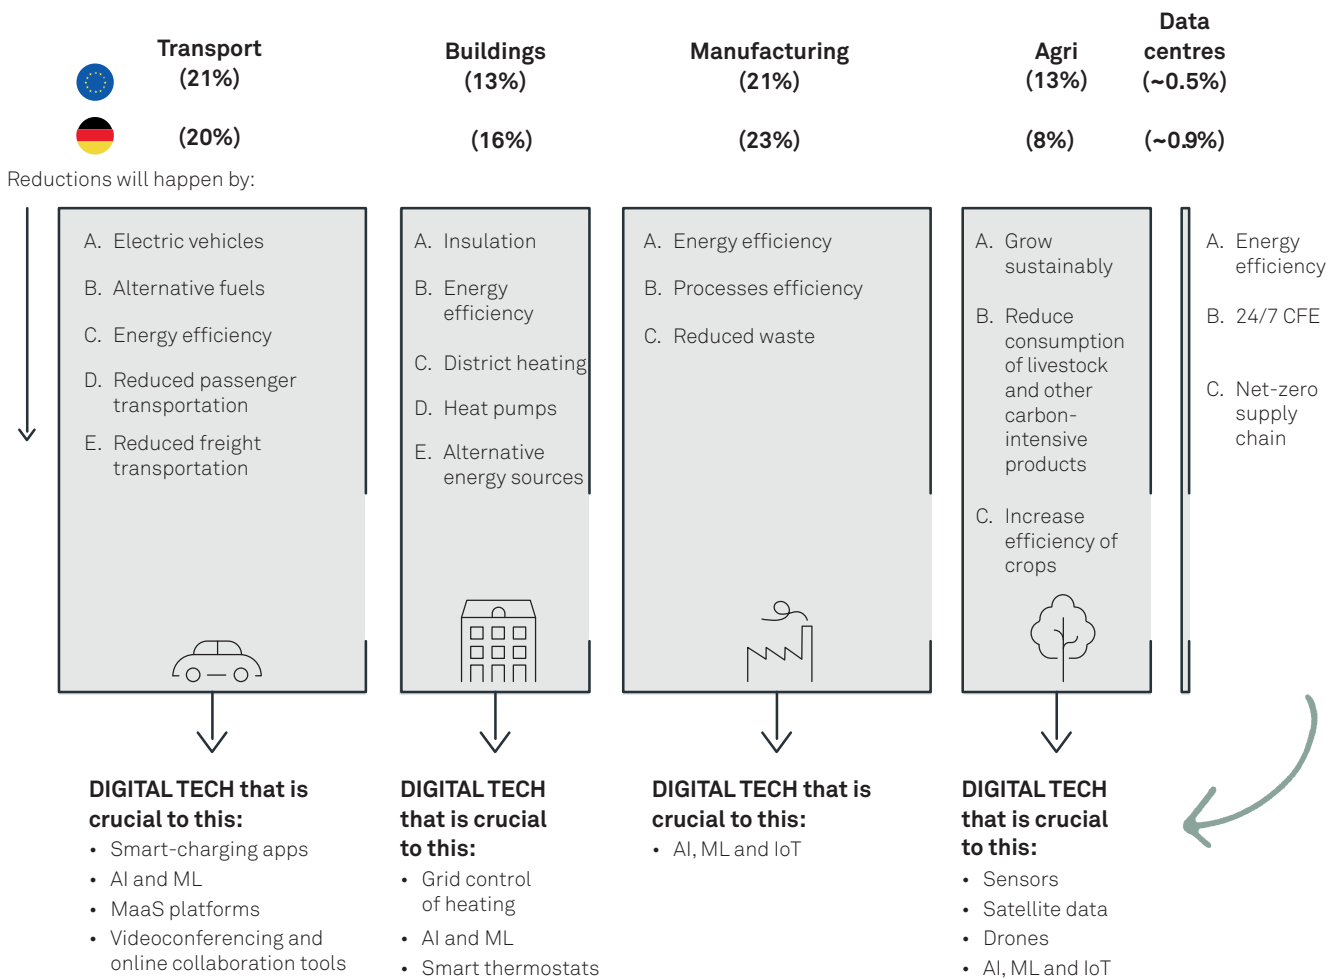 Transport
(21%)
(20%)
Buildings
(13%)
(16%)
Manufacturing
(21%)
(23%)
Agri
(13%)
(8%)
Data
centres
(~0.5%)
(~0.9%)
Reductions will happen by:
A. Electric vehicles
B. Alternative fuels
C. Energy efficiency
D. Reduced passenger
transportation
E. Reduced freight
transportation
A. Insulation
B. Energy
efficiency
C. District heating
D. Heat pumps
E. Alternative
energy sources
A. Energy efficiency
B. Processes efficiency
C. Reduced waste
A. Grow
sustainably
B. Reduce
consumption
of livestock
and other
carbon-
intensive
products
C. Increase
efficiency of
crops
A. Energy
efficiency
B. 24/7 CFE
C. Net-zero
supply
chain
DIGITAL TECH that is
crucial to this:
• Smart-charging apps
• AI and ML
• MaaS platforms
• Videoconferencing and
online collaboration tools
DIGITAL TECH
that is crucial
to this:
• Grid control
of heating
• AI and ML
• Smart thermostats
DIGITAL TECH that is
crucial to this:
• AI, ML and IoT
DIGITAL TECH
that is crucial
to this:
• Sensors
• Satellite data
• Drones
• AI, ML and IoT